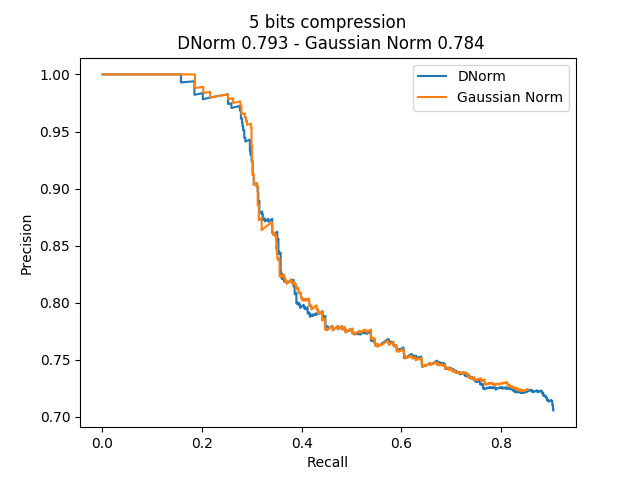 5 bits compression
DNorm 0.793 - Gaussian Norm 0.784
DNorm
Gaussian Norm
1.00
0.95
0.90
0.85
0.80
0.75
0.70
Precision
0.0 0.2 0.4 0.6 0.8
Recall